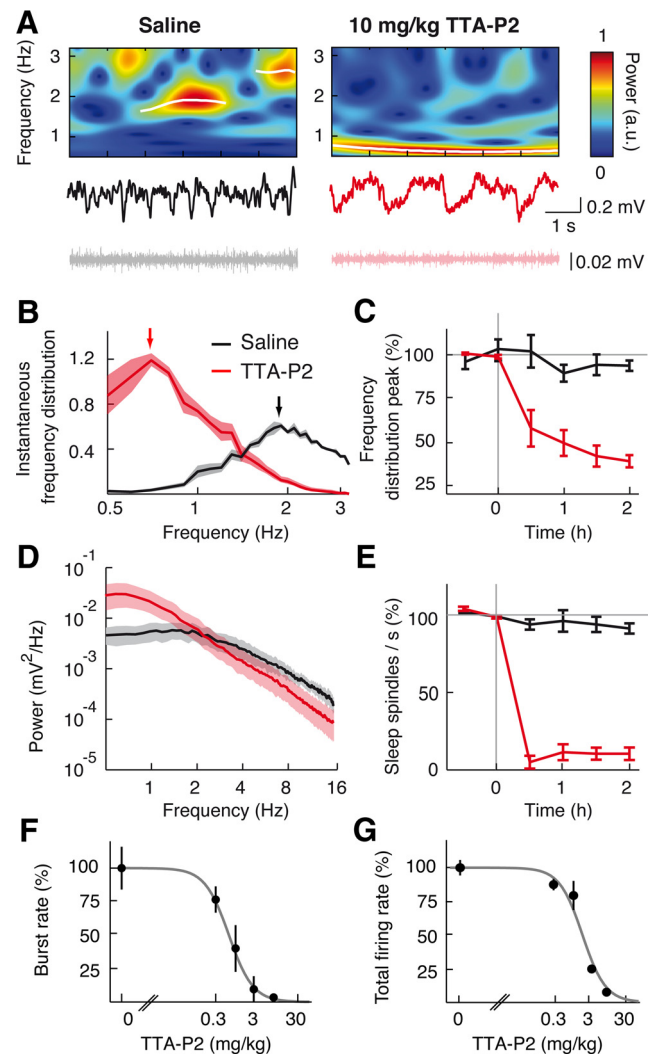 A
Saline
10 mg/kg TTA-P2
Frequency (Hz)
3
2
1
1
0
Power (a.u.)
0.2 mV
1 s
0.02 mV
B
Saline
TTA-P2
Instantaneous
frequency distribution
1.2
0.8
0.4
0.5
1
2
3
Frequency (Hz)
C
Frequency
distribution peak (%)
100
75
50
25
0
1
2
Time (h)
D
Power (mV²/Hz)
10⁻¹
10⁻²
10⁻³
10⁻⁴
10⁻⁵
1
2
4
8
16
Frequency (Hz)
E
Sleep spindles / s (%)
100
50
0
0
1
2
Time (h)
F
Burst rate (%)
100
75
50
25
0
0.3
3
30
TTA-P2 (mg/kg)
G
Total firing rate (%)
100
75
50
25
0
0.3
3
30
TTA-P2 (mg/kg)